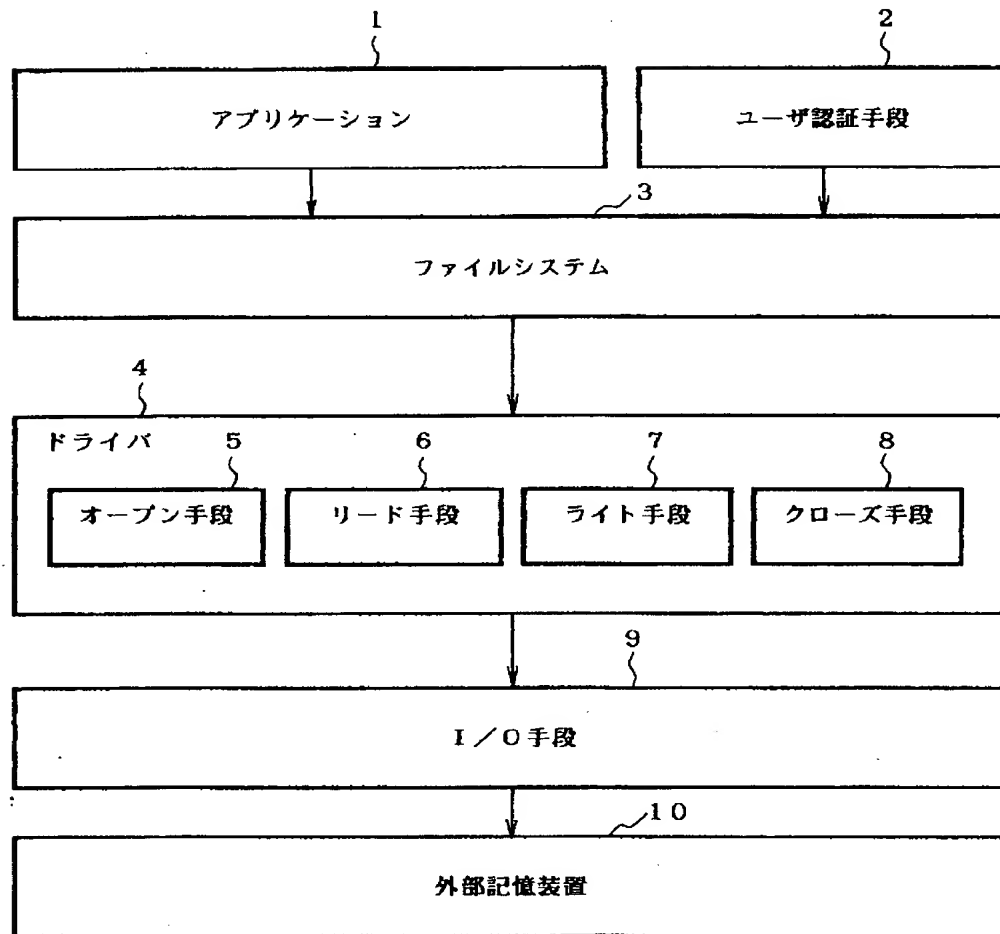 1
2
アプリケーション
ユーザ認証手段
3
ファイルシステム
4
ドライバ
5
6
7
8
オープン手段
リード手段
ライト手段
クローズ手段
9
I/O手段
10
外部記憶装置